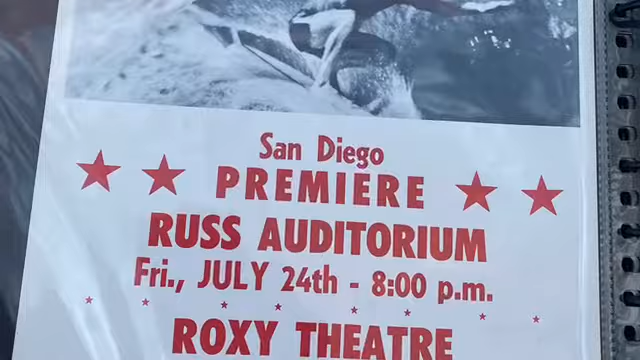 San Diego
PREMIERE
RUSS AUDITORIUM
Fri., JULY 24th - 8:00 p.m.
ROXY THEATRE